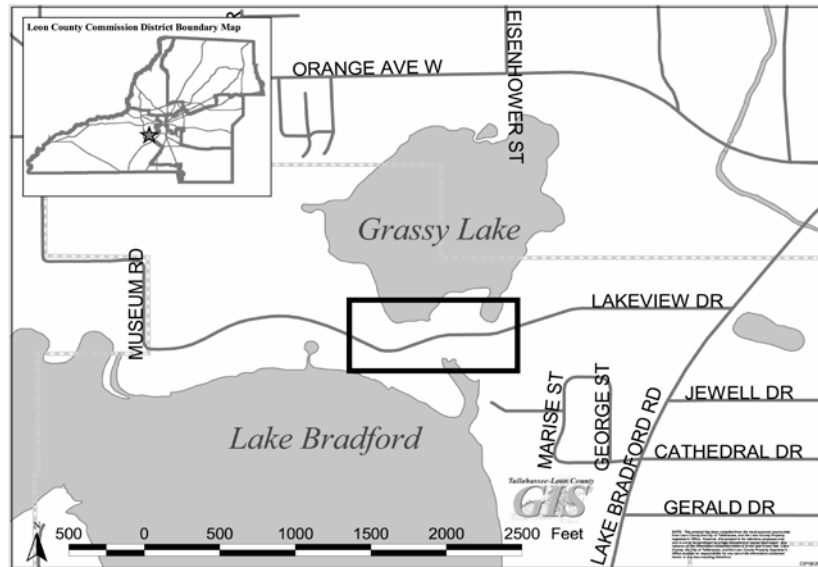 Leon County Commission District Boundary Map
R
ORANGE AVE W
EISENHOWER ST
Grassy Lake
MUSEUM RD
LAKEVIEW DR
MARISE ST
GEORGE ST
JEWELL DR
Lake Bradford
LAKE BRADFORD RD
CATHEDRAL DR
Tallahassee-Leon County
GIS
GERALD DR
N
500 0 500 1000 1500 2000 2500 Feet